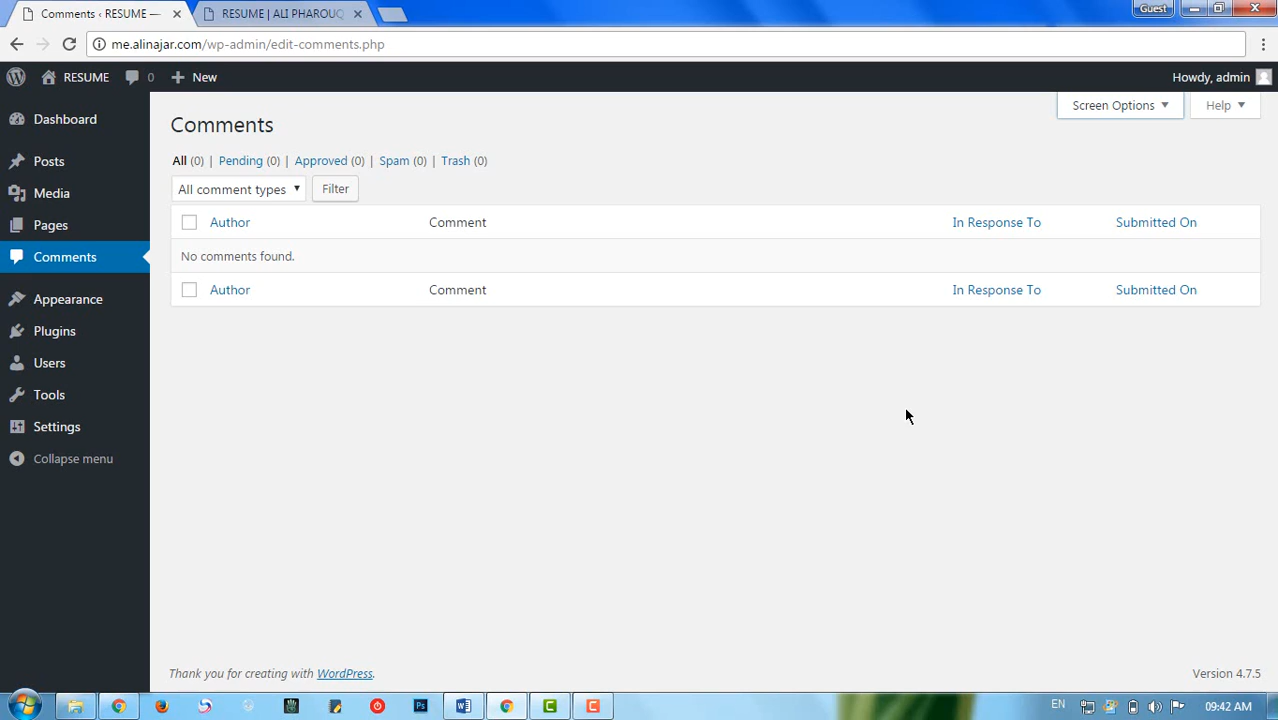 Comments ‹ RESUME —
RESUME | ALI PHAROUQ
Guest
me.alinajar.com/wp-admin/edit-comments.php
RESUME
0
New
Howdy, admin
Screen Options
Help
Dashboard
Posts
Media
Pages
Comments
Appearance
Plugins
Users
Tools
Settings
Collapse menu
Comments
All (0) | Pending (0) | Approved (0) | Spam (0) | Trash (0)
All comment types
Filter
Author Comment In Response To Submitted On
No comments found.
Author Comment In Response To Submitted On
Thank you for creating with WordPress.
Version 4.7.5
Ps
W
C
C
EN
09:42 AM